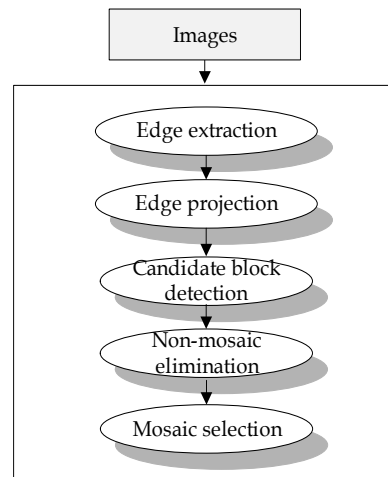 Images
Edge extraction
Edge projection
Candidate block
detection
Non-mosaic
elimination
Mosaic selection